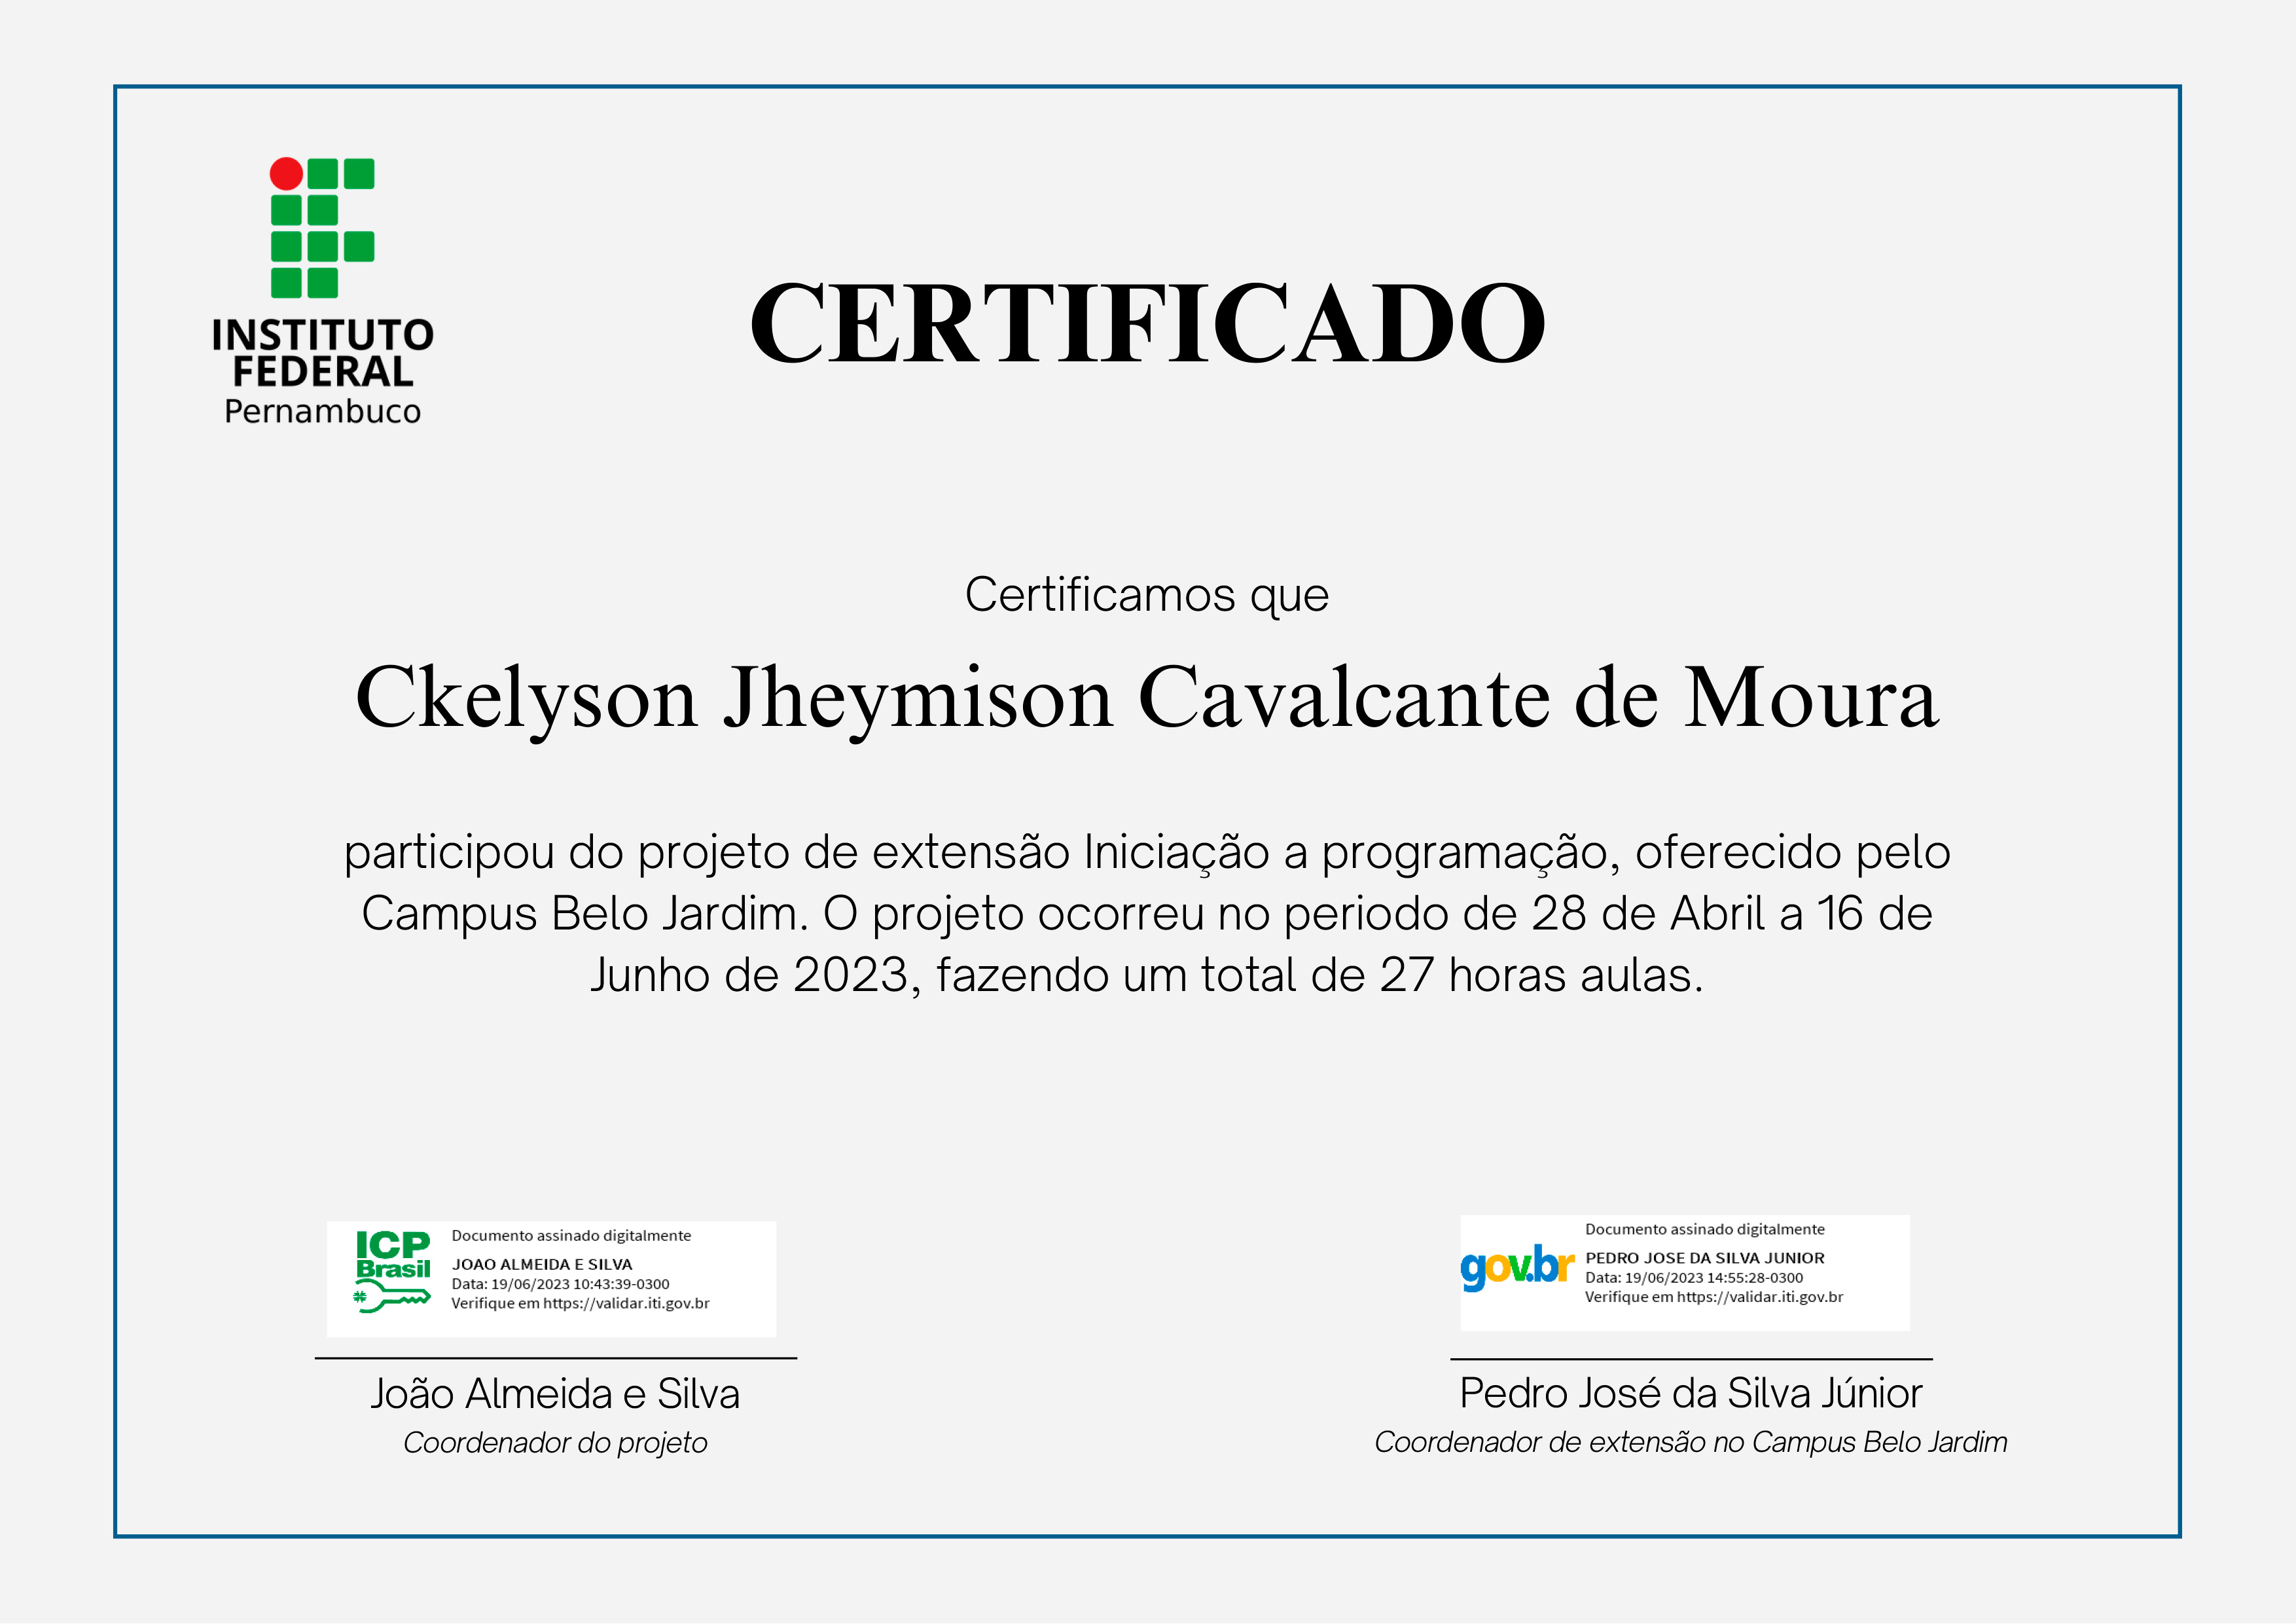 INSTITUTO
FEDERAL
Pernambuco
CERTIFICADO
Certificamos que
Ckelyson Jheymison Cavalcante de Moura
participou do projeto de extensão Iniciação a programação, oferecido pelo
Campus Belo Jardim. O projeto ocorreu no periodo de 28 de Abril a 16 de
Junho de 2023, fazendo um total de 27 horas aulas.
ICP
Brasil
Documento assinado digitalmente
JOAO ALMEIDA E SILVA
Data: 19/06/2023 10:43:39-0300
Verifique em https://validar.iti.gov.br
João Almeida e Silva
Coordenador do projeto
gov.br
Documento assinado digitalmente
PEDRO JOSE DA SILVA JUNIOR
Data: 19/06/2023 14:55:28-0300
Verifique em https://validar.iti.gov.br
Pedro José da Silva Júnior
Coordenador de extensão no Campus Belo Jardim